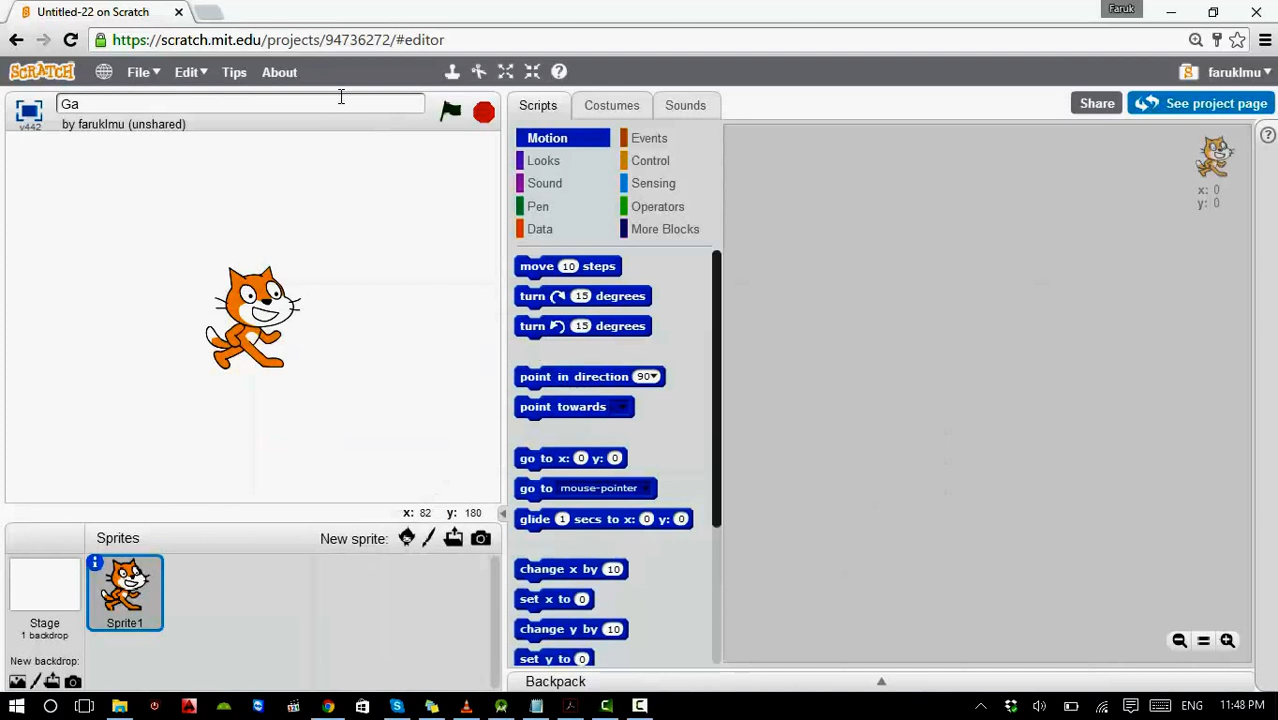 Untitled-22 on Scratch
Faruk
https://scratch.mit.edu/projects/94736272/#editor
SCRATCH File Edit Tips About faruklmu
Ga
by faruklmu (unshared)
v442
Scripts Costumes Sounds
Share See project page
Motion Events
Looks Control
Sound Sensing
Pen Operators
Data More Blocks
x: 0
y: 0
move 10 steps
turn 15 degrees
turn 15 degrees
point in direction 90
point towards
go to x: 0 y: 0
go to mouse-pointer
glide 1 secs to x: 0 y: 0
change x by 10
set x to 0
change y by 10
set y to 0
x: 82 y: 180
Sprites New sprite:
Sprite1
Stage
1 backdrop
New backdrop:
Backpack
ENG 11:48 PM